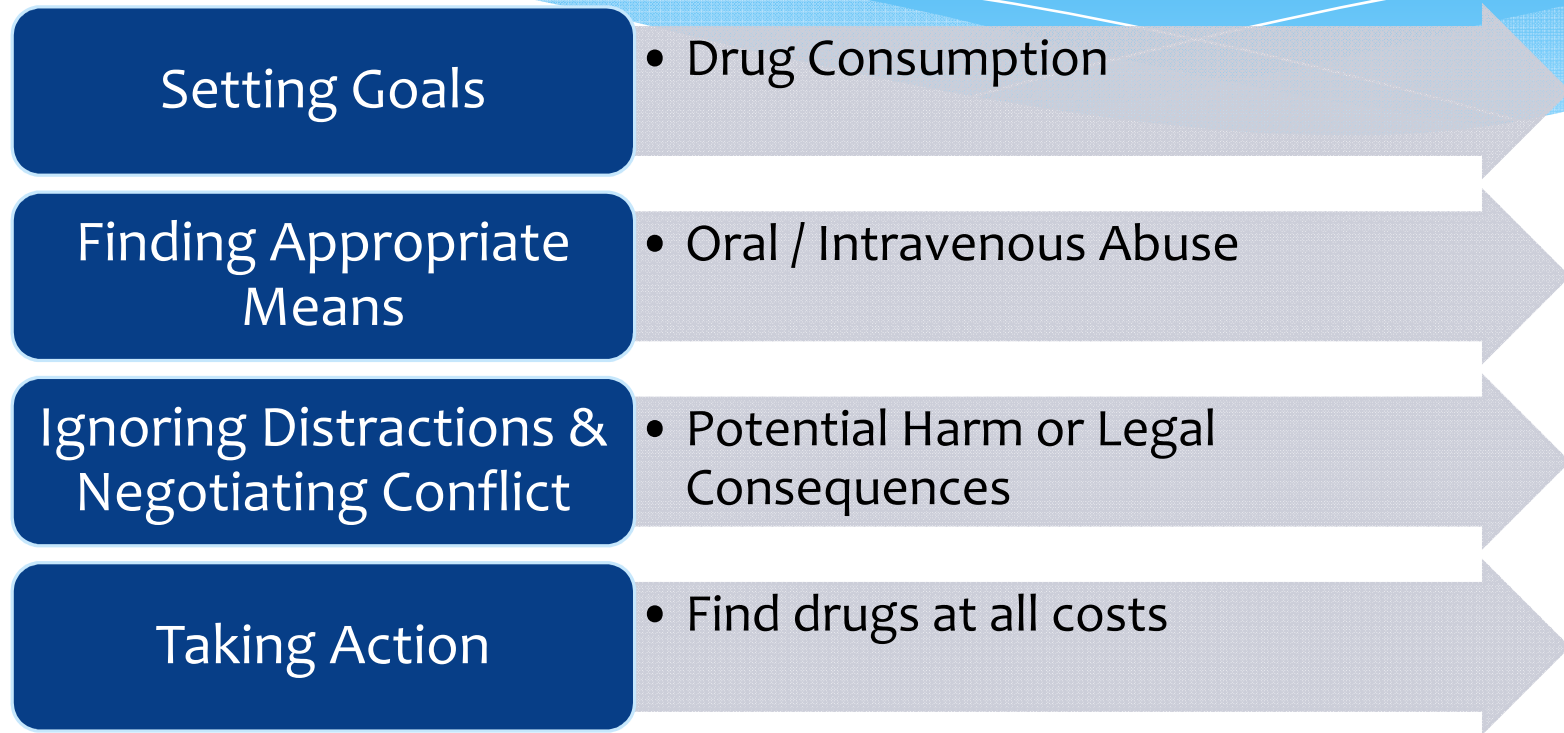 Setting Goals
• Drug Consumption
Finding Appropriate
Means
• Oral / Intravenous Abuse
Ignoring Distractions &
Negotiating Conflict
• Potential Harm or Legal
Consequences
Taking Action
• Find drugs at all costs